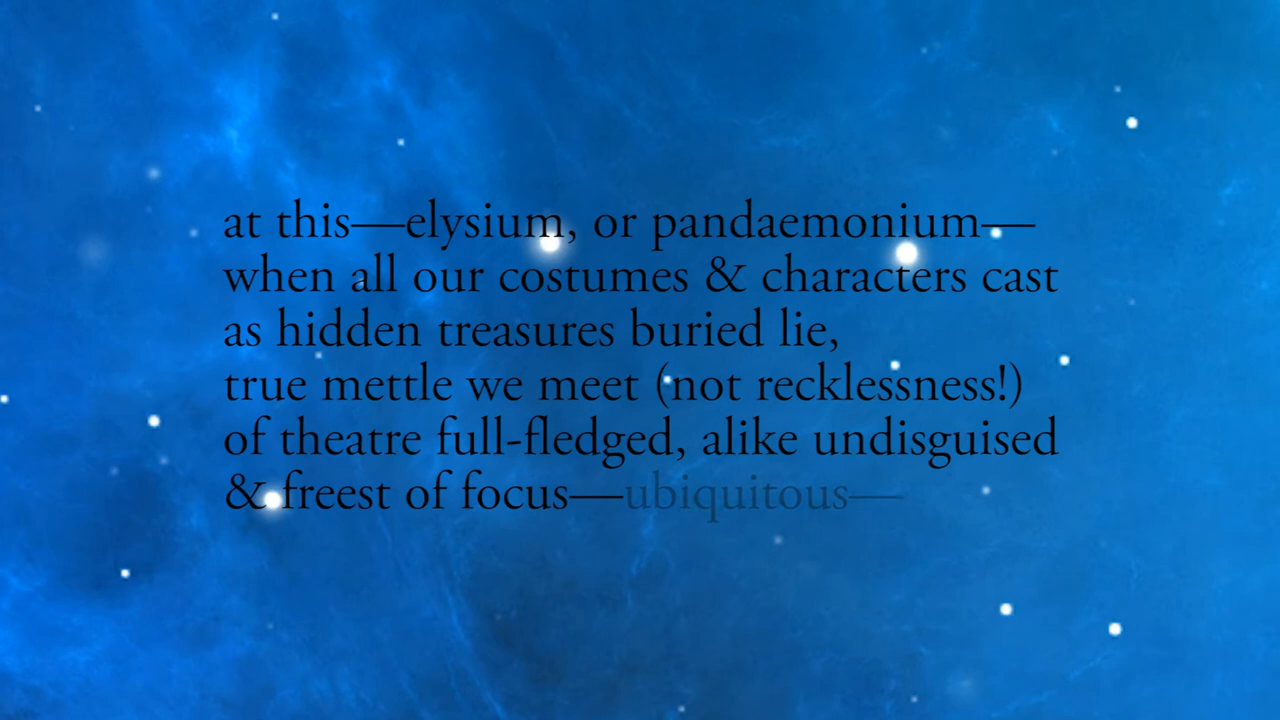 at this—elysium, or pandaemonium—
when all our costumes & characters cast
as hidden treasures buried lie,
true mettle we meet (not recklessness!)
of theatre full-fledged, alike undisguised
& freest of focus—ubiquitous—